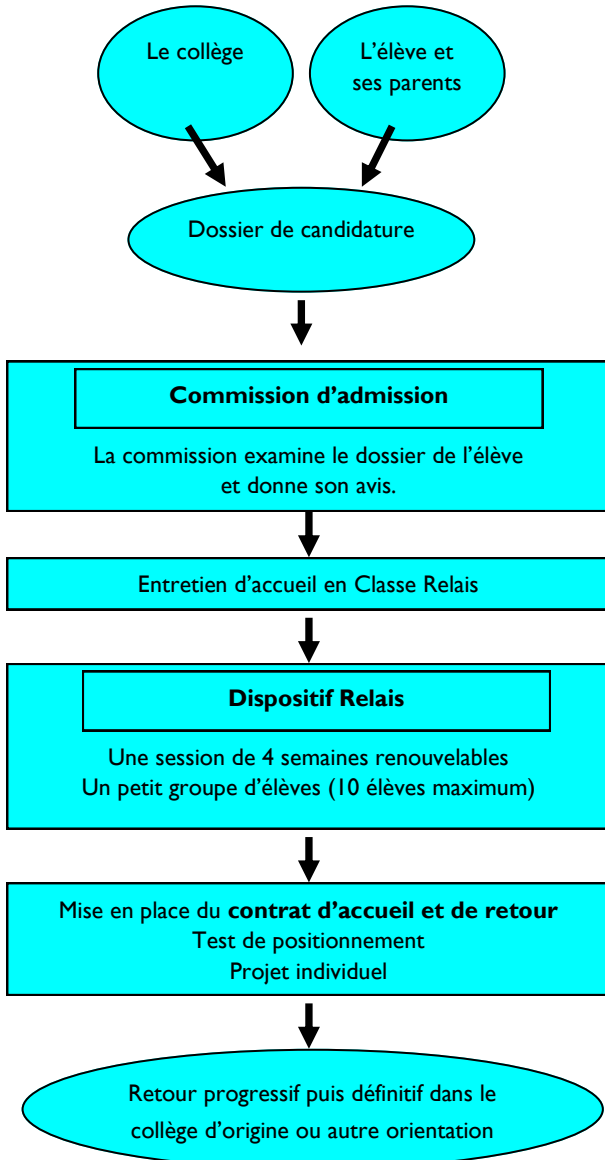 Le collège
L’élève et
ses parents
Dossier de candidature
Commission d’admission
La commission examine le dossier de l’élève
et donne son avis.
Entretien d’accueil en Classe Relais
Dispositif Relais
Une session de 4 semaines renouvelables
Un petit groupe d’élèves (10 élèves maximum)
Mise en place du contrat d’accueil et de retour
Test de positionnement
Projet individuel
Retour progressif puis définitif dans le
collège d’origine ou autre orientation